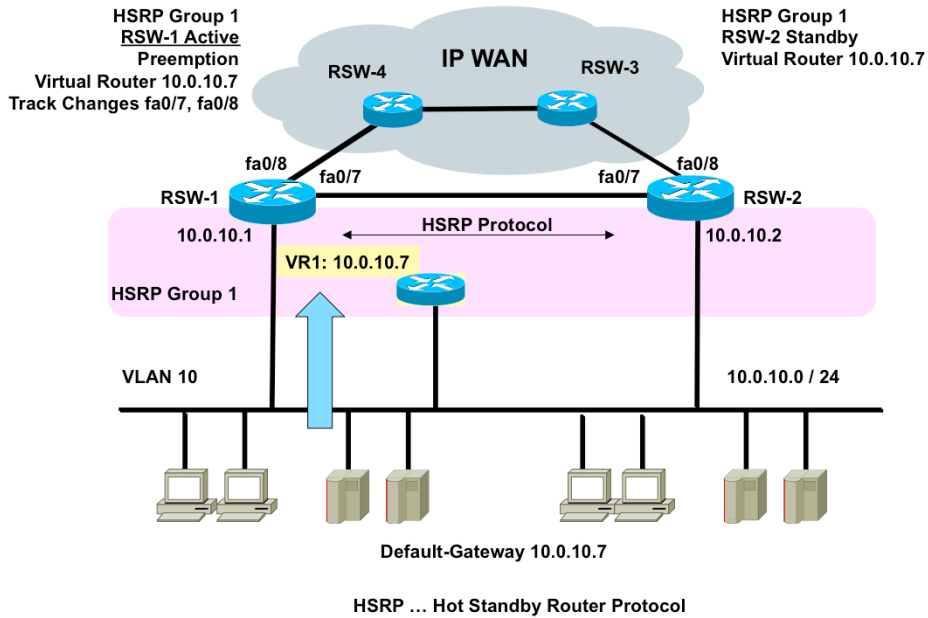 HSRP Group 1
RSW-1 Active
Preemption
Virtual Router 10.0.10.7
Track Changes fa0/7, fa0/8
HSRP Group 1
RSW-2 Standby
Virtual Router 10.0.10.7
IP WAN
RSW-4
RSW-3
fa0/8
fa0/7
fa0/7
fa0/8
RSW-1
RSW-2
10.0.10.1
HSRP Protocol
10.0.10.2
VR1: 10.0.10.7
HSRP Group 1
VLAN 10
10.0.10.0 / 24
Default-Gateway 10.0.10.7
HSRP ... Hot Standby Router Protocol